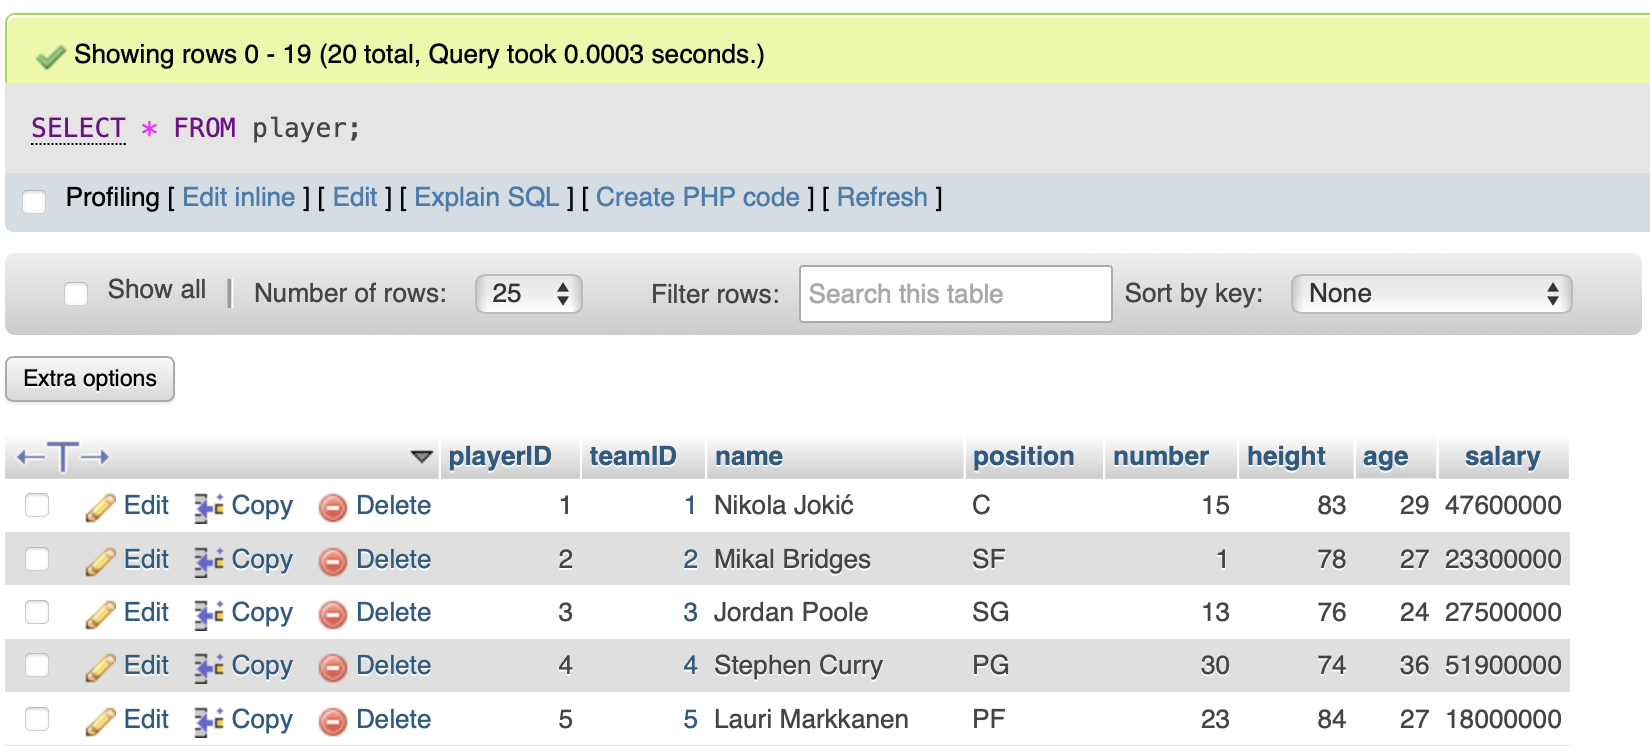 Showing rows 0 - 19 (20 total, Query took 0.0003 seconds.)
SELECT * FROM player;
Profiling [ Edit inline ] [ Edit ] [ Explain SQL ] [ Create PHP code ] [ Refresh ]
Show all | Number of rows: 25 Filter rows: Search this table Sort by key: None
Extra options
←T→ playerID teamID name position number height age salary
Edit Copy Delete 1 1 Nikola Jokić C 15 83 29 47600000
Edit Copy Delete 2 2 Mikal Bridges SF 1 78 27 23300000
Edit Copy Delete 3 3 Jordan Poole SG 13 76 24 27500000
Edit Copy Delete 4 4 Stephen Curry PG 30 74 36 51900000
Edit Copy Delete 5 5 Lauri Markkanen PF 23 84 27 18000000